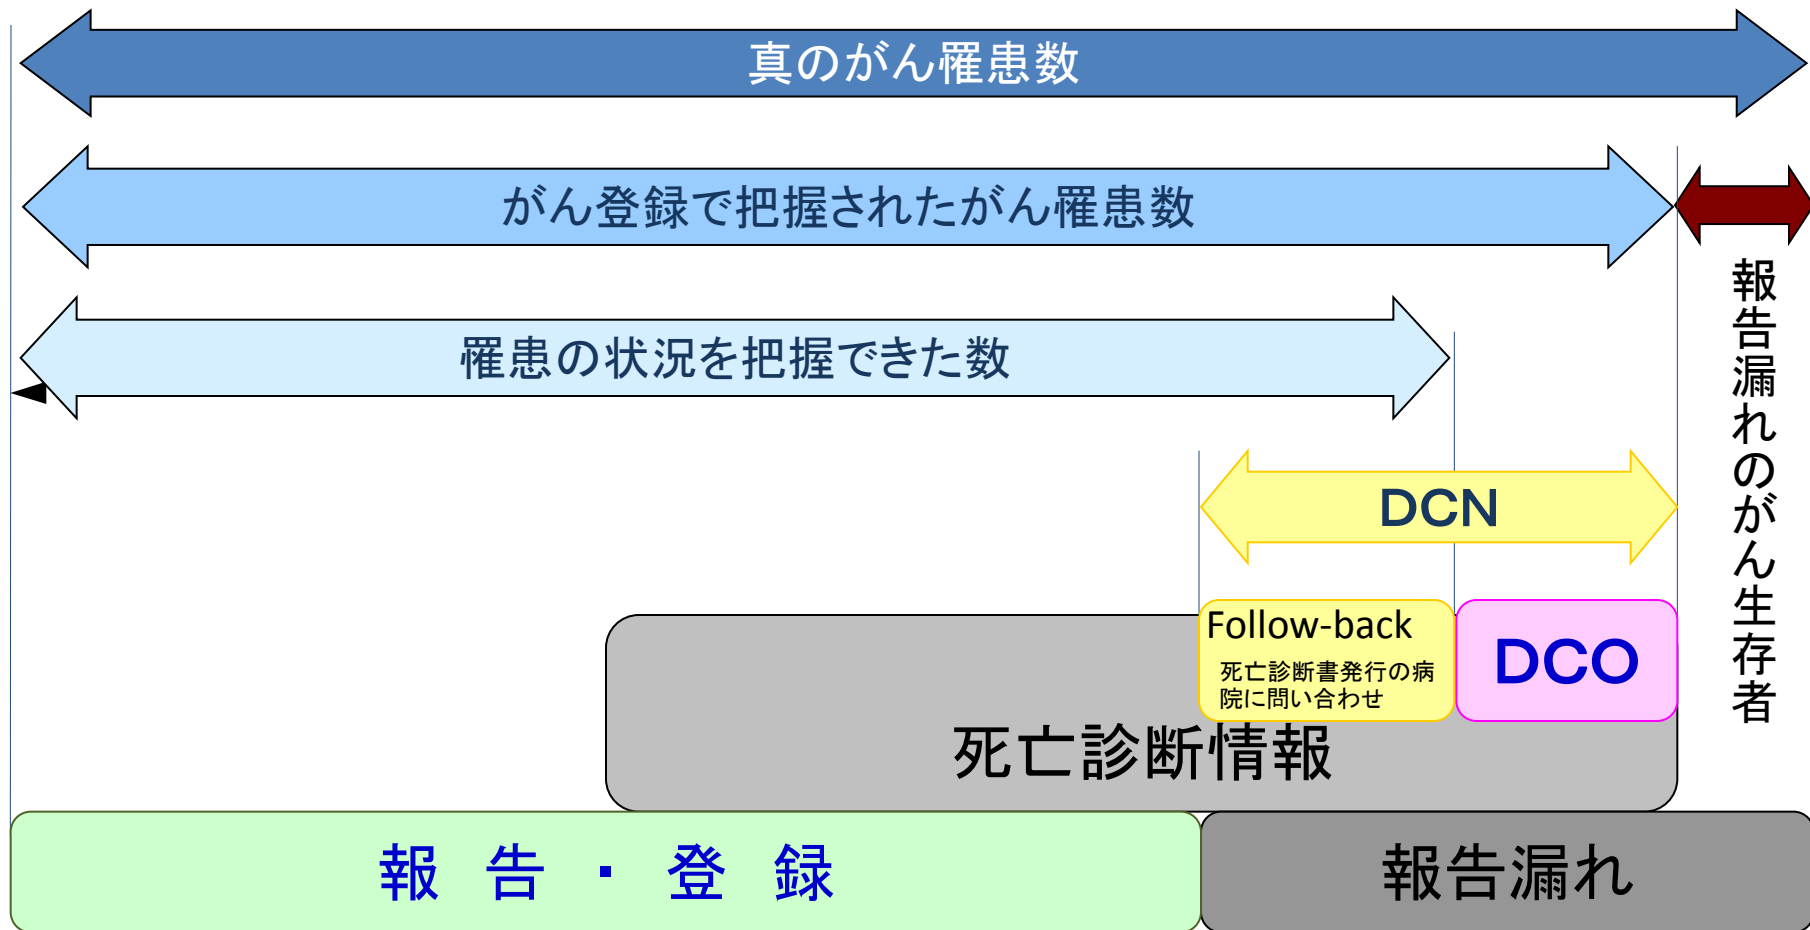 真のがん罹患数
がん登録で把握されたがん罹患数
罹患の状況を把握できた数
報告漏れのがん生存者
DCN
Follow-back
死亡診断書発行の病
院に問い合わせ
DCO
死亡診断情報
報 告 ・ 登 録
報告漏れ